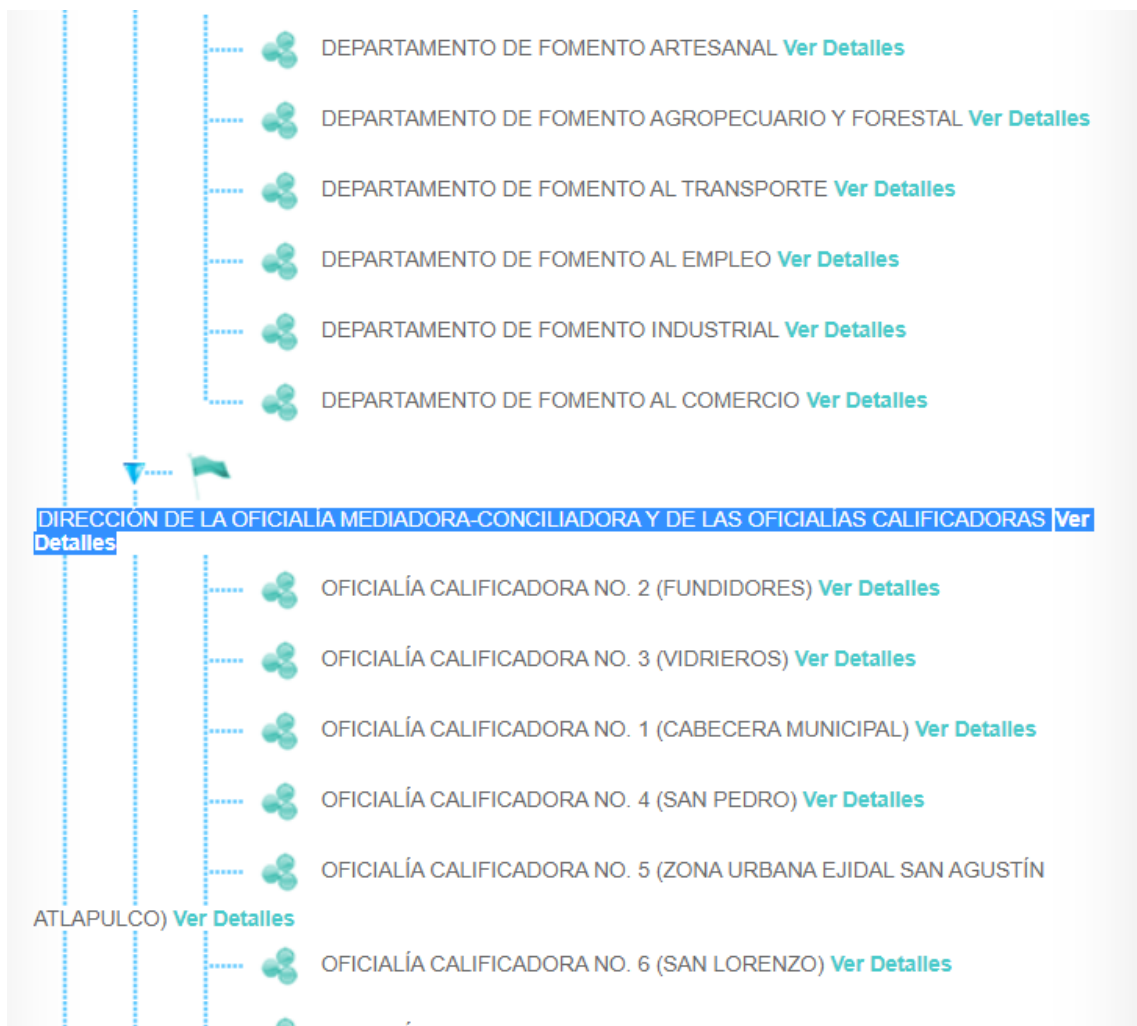 DEPARTAMENTO DE FOMENTO ARTESANAL Ver Detalles
DEPARTAMENTO DE FOMENTO AGROPECUARIO Y FORESTAL Ver Detalles
DEPARTAMENTO DE FOMENTO AL TRANSPORTE Ver Detalles
DEPARTAMENTO DE FOMENTO AL EMPLEO Ver Detalles
DEPARTAMENTO DE FOMENTO INDUSTRIAL Ver Detalles
DEPARTAMENTO DE FOMENTO AL COMERCIO Ver Detalles
DIRECCIÓN DE LA OFICIALÍA MEDIADORA-CONCILIADORA Y DE LAS OFICIALÍAS CALIFICADORAS Ver
Detalles
OFICIALÍA CALIFICADORA NO. 2 (FUNDIDORES) Ver Detalles
OFICIALÍA CALIFICADORA NO. 3 (VIDRIEROS) Ver Detalles
OFICIALÍA CALIFICADORA NO. 1 (CABECERA MUNICIPAL) Ver Detalles
OFICIALÍA CALIFICADORA NO. 4 (SAN PEDRO) Ver Detalles
OFICIALÍA CALIFICADORA NO. 5 (ZONA URBANA EJIDAL SAN AGUSTÍN
ATLAPULCO) Ver Detalles
OFICIALÍA CALIFICADORA NO. 6 (SAN LORENZO) Ver Detalles